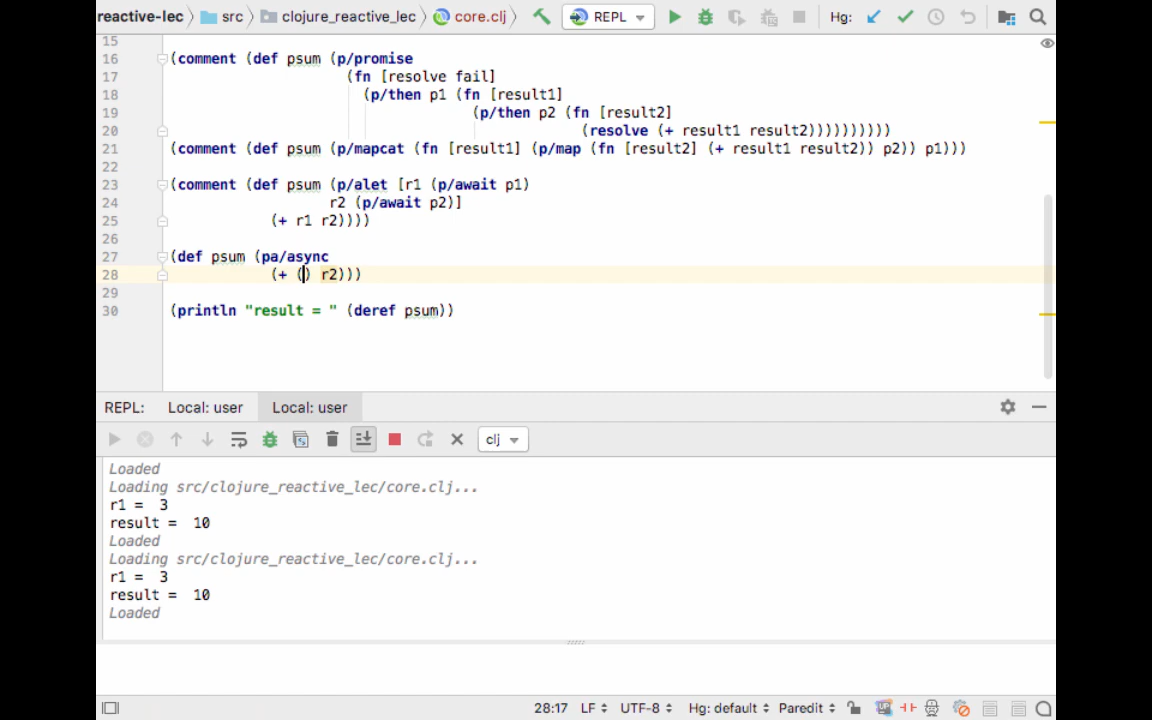 reactive-lec src clojure_reactive_lec core.clj REPL Hg:
15
16 (comment (def psum (p/promise
17 (fn [resolve fail]
18 (p/then p1 (fn [result1]
19 (p/then p2 (fn [result2]
20 (resolve (+ result1 result2))))))))))
21 (comment (def psum (p/mapcat (fn [result1] (p/map (fn [result2] (+ result1 result2)) p2)) p1)))
22
23 (comment (def psum (p/alet [r1 (p/await p1)
24 r2 (p/await p2)]
25 (+ r1 r2))))
26
27 (def psum (pa/async
28 (+ () r2)))
29
30 (println "result = " (deref psum))
REPL: Local: user Local: user
clj
Loaded
Loading src/clojure_reactive_lec/core.clj...
r1 = 3
result = 10
Loaded
Loading src/clojure_reactive_lec/core.clj...
r1 = 3
result = 10
Loaded
28:17 LF UTF-8 Hg: default Paredit